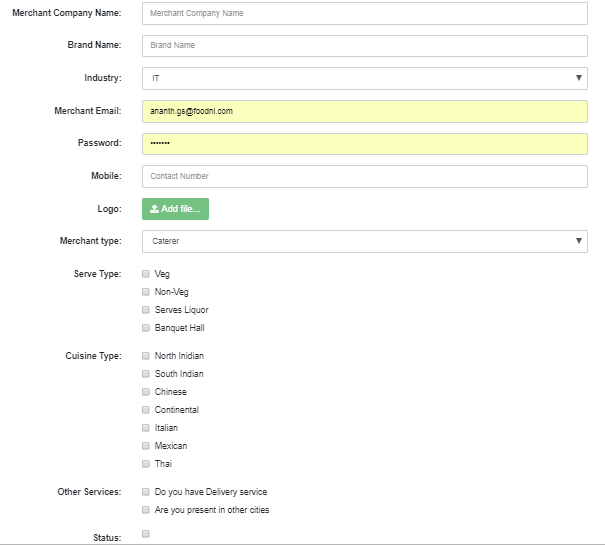 Merchant Company Name: Merchant Company Name
Brand Name: Brand Name
Industry: IT
Merchant Email: ananth.gs@foodnl.com
Password: •••••••
Mobile: Contact Number
Logo: Add file...
Merchant type: Caterer
Serve Type: Veg
Non-Veg
Serves Liquor
Banquet Hall
Cuisine Type: North Inidian
South Indian
Chinese
Continental
Italian
Mexican
Thai
Other Services: Do you have Delivery service
Are you present in other cities
Status: